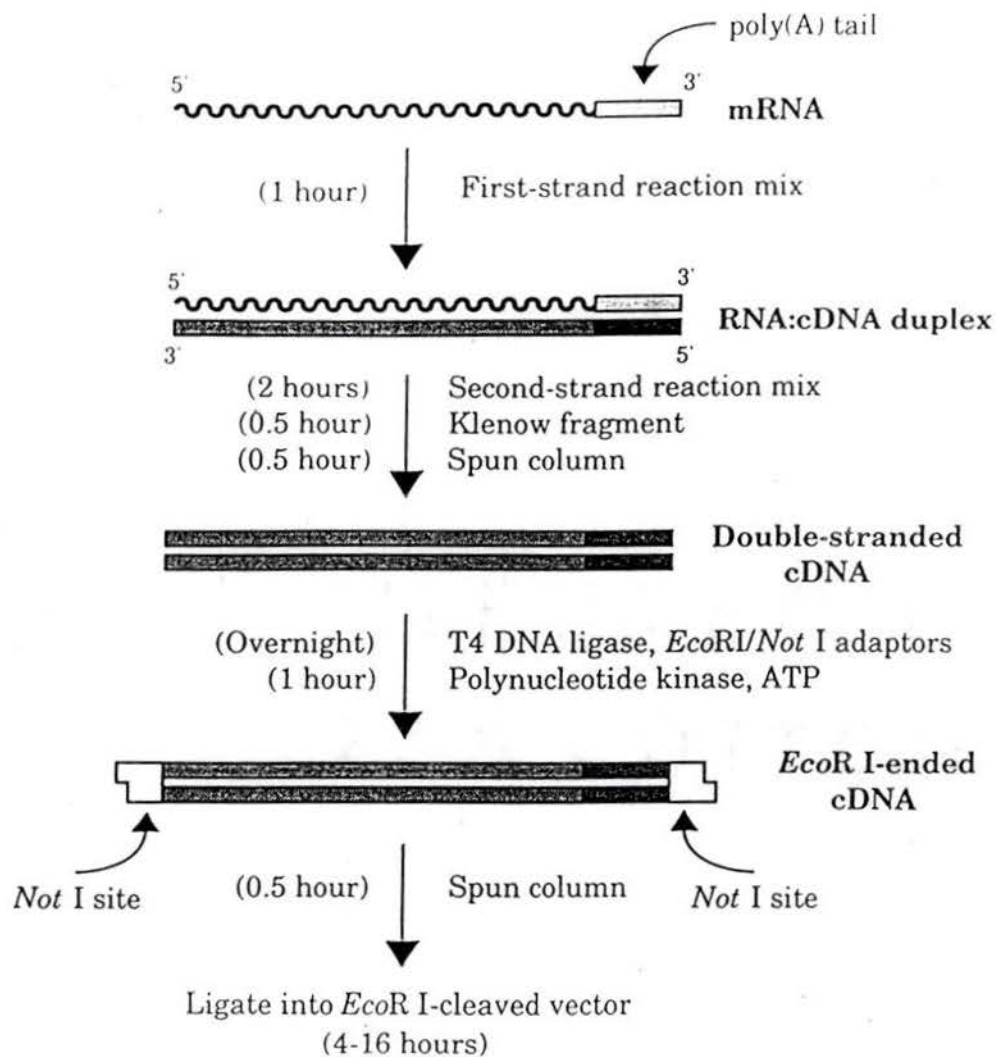 poly(A) tail
5'
3'
mRNA
(1 hour) First-strand reaction mix
5'
3'
RNA:cDNA duplex
3'
5'
(2 hours) Second-strand reaction mix
(0.5 hour) Klenow fragment
(0.5 hour) Spun column
Double-stranded
cDNA
(Overnight) T4 DNA ligase, EcoRI/Not I adaptors
(1 hour) Polynucleotide kinase, ATP
EcoR I-ended
cDNA
Not I site
(0.5 hour) Spun column
Not I site
Ligate into EcoR I-cleaved vector
(4-16 hours)